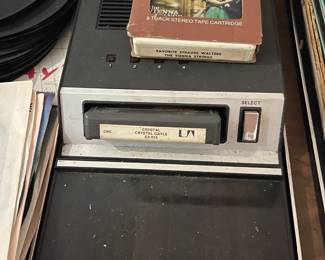 8 TRACK STEREO TAPE CARTRIDGE
FAVORITE STRAUSS WALTZES
THE VIENNA STRINGS
SELECT
CRYSTAL
CRYSTAL GAYLE
UA